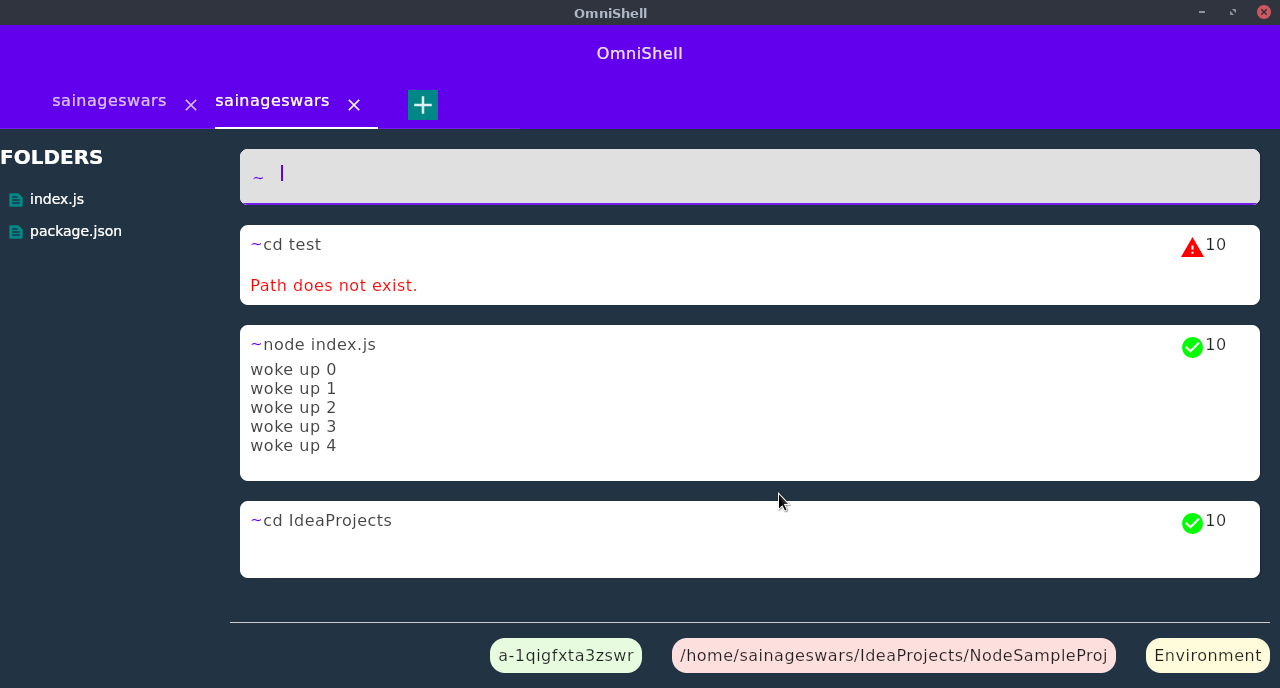 OmniShell
OmniShell
sainageswars sainageswars
FOLDERS
index.js
package.json
~
~cd test 10
Path does not exist.
~node index.js 10
woke up 0
woke up 1
woke up 2
woke up 3
woke up 4
~cd IdeaProjects 10
a-1qigfxta3zswr /home/sainageswars/IdeaProjects/NodeSampleProj Environment